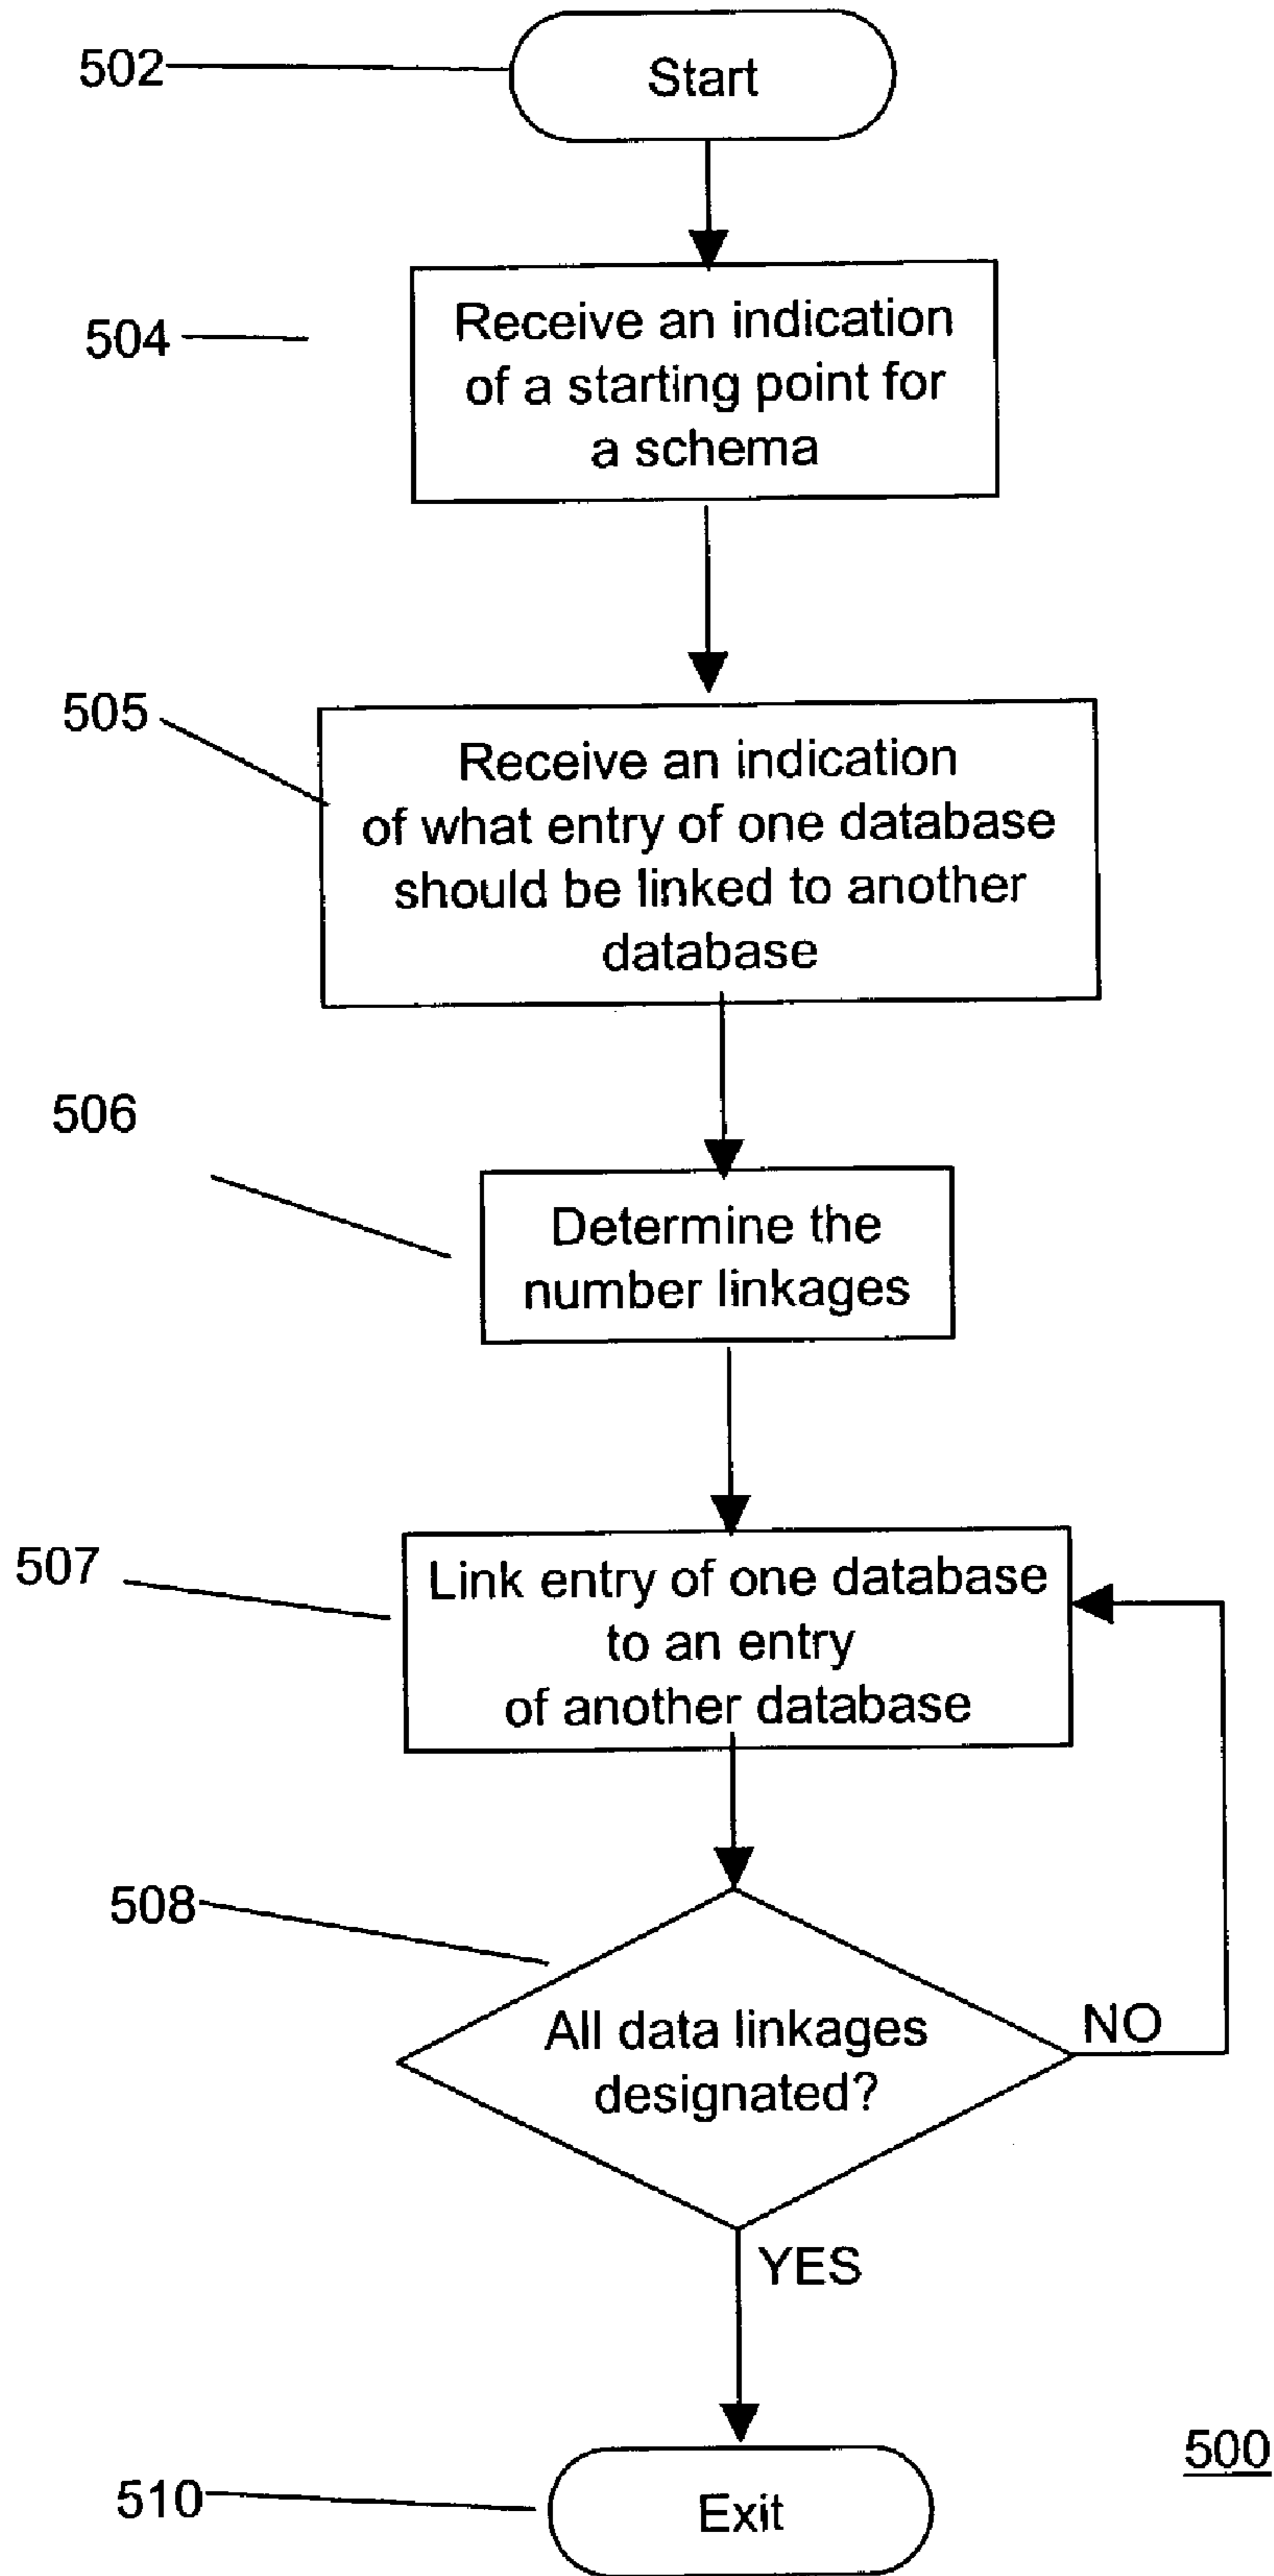 502
Start
504
Receive an indication
of a starting point for
a schema
505
Receive an indication
of what entry of one database
should be linked to another
database
506
Determine the
number linkages
507
Link entry of one database
to an entry
of another database
508
All data linkages
designated?
NO
YES
510
Exit
500